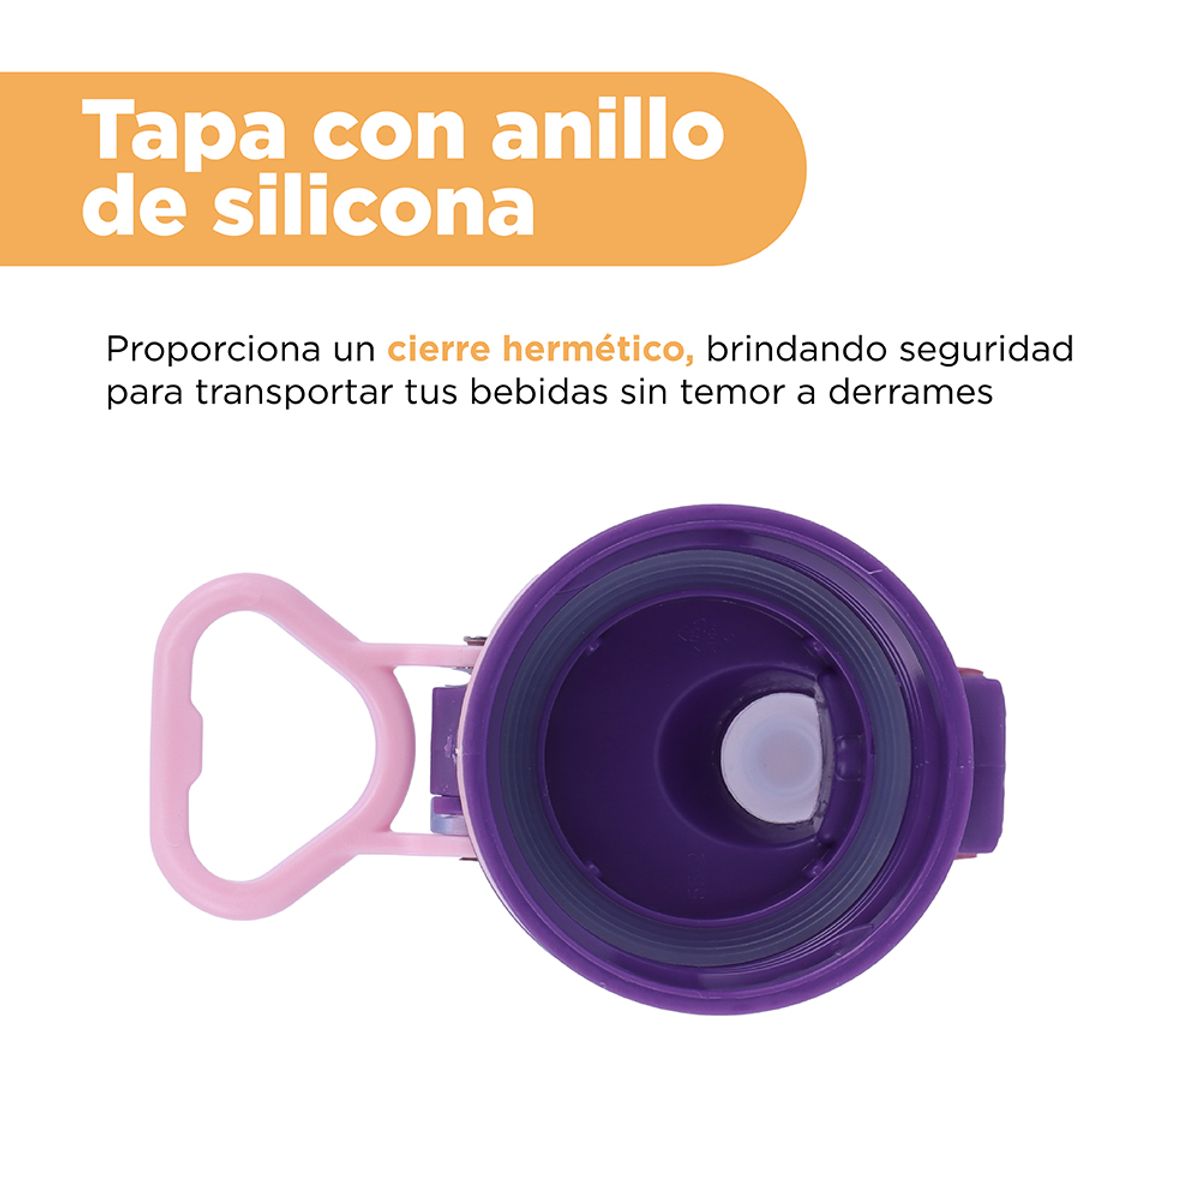 Tapa con anillo
de silicona
Proporciona un cierre hermético, brindando seguridad
para transportar tus bebidas sin temor a derrames